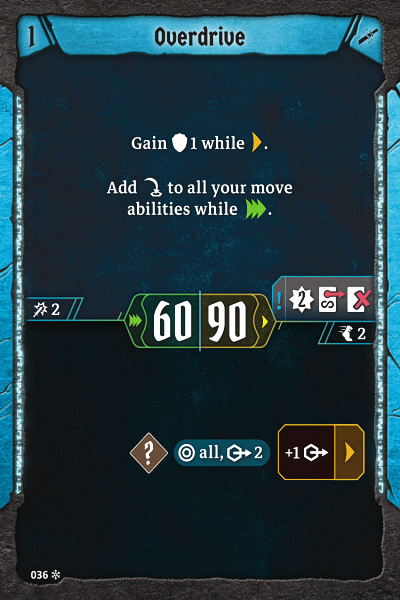 1
Overdrive
Gain 1 while .
Add to all your move
abilities while .
2
60 90
! 2 S
2
? all, 2 +1
036